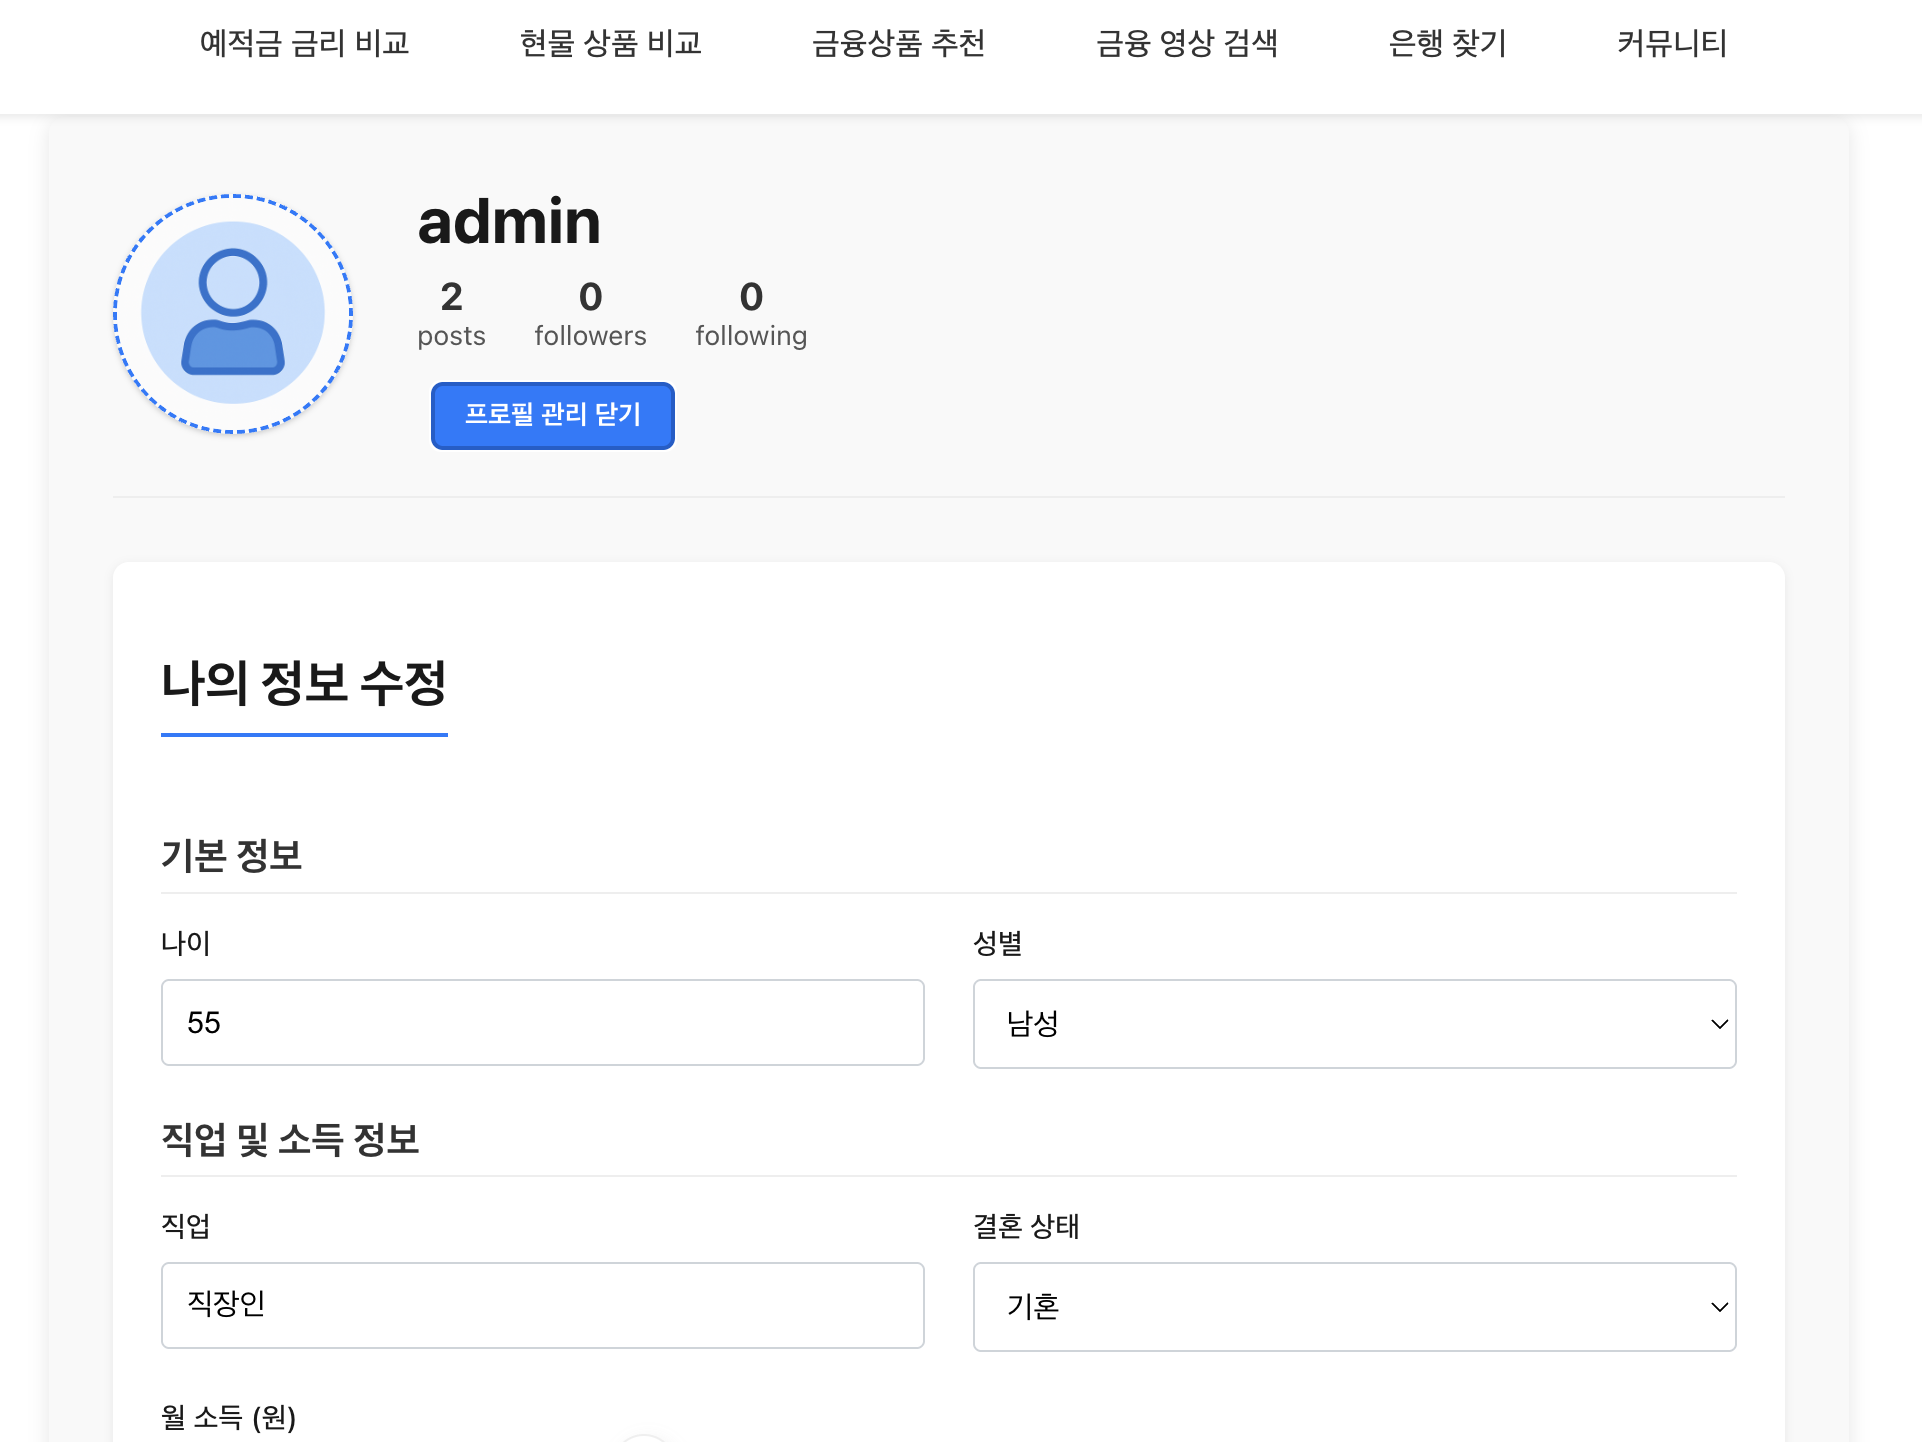 예적금 금리 비교 현물 상품 비교 금융상품 추천 금융 영상 검색 은행 찾기 커뮤니티
admin
2 0 0
posts followers following
프로필 관리 닫기
나의 정보 수정
기본 정보
나이 성별
55 남성
직업 및 소득 정보
직업 결혼 상태
직장인 기혼
월 소득 (원)